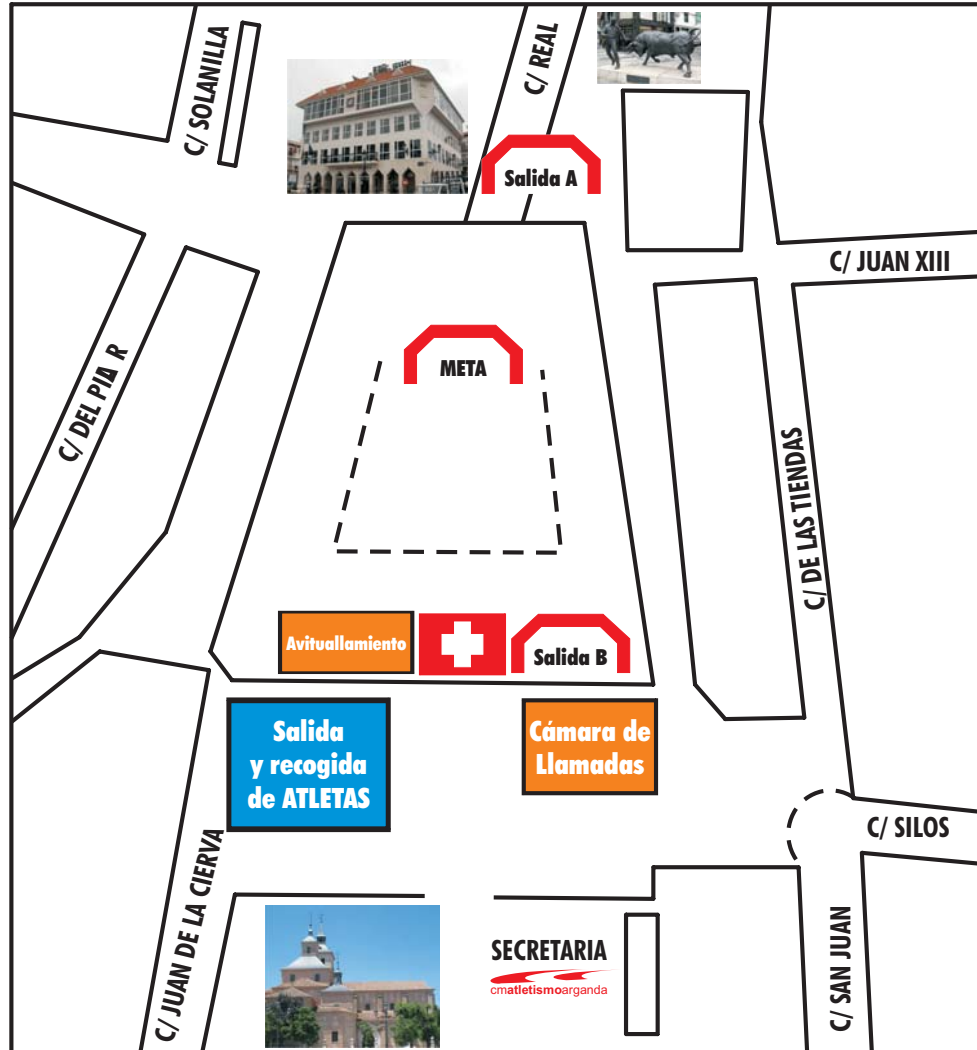 C/ SOLANILLA
C/ REAL
Salida A
C/ JUAN XIII
META
C/ DEL PIA R
C/ DE LAS TIENDAS
Avituallamiento
Salida B
Salida
y recogida
de ATLETAS
Cámara de
Llamadas
C/ SILOS
C/ JUAN DE LA CIERVA
SECRETARIA
cmatletismoarganda
C/ SAN JUAN